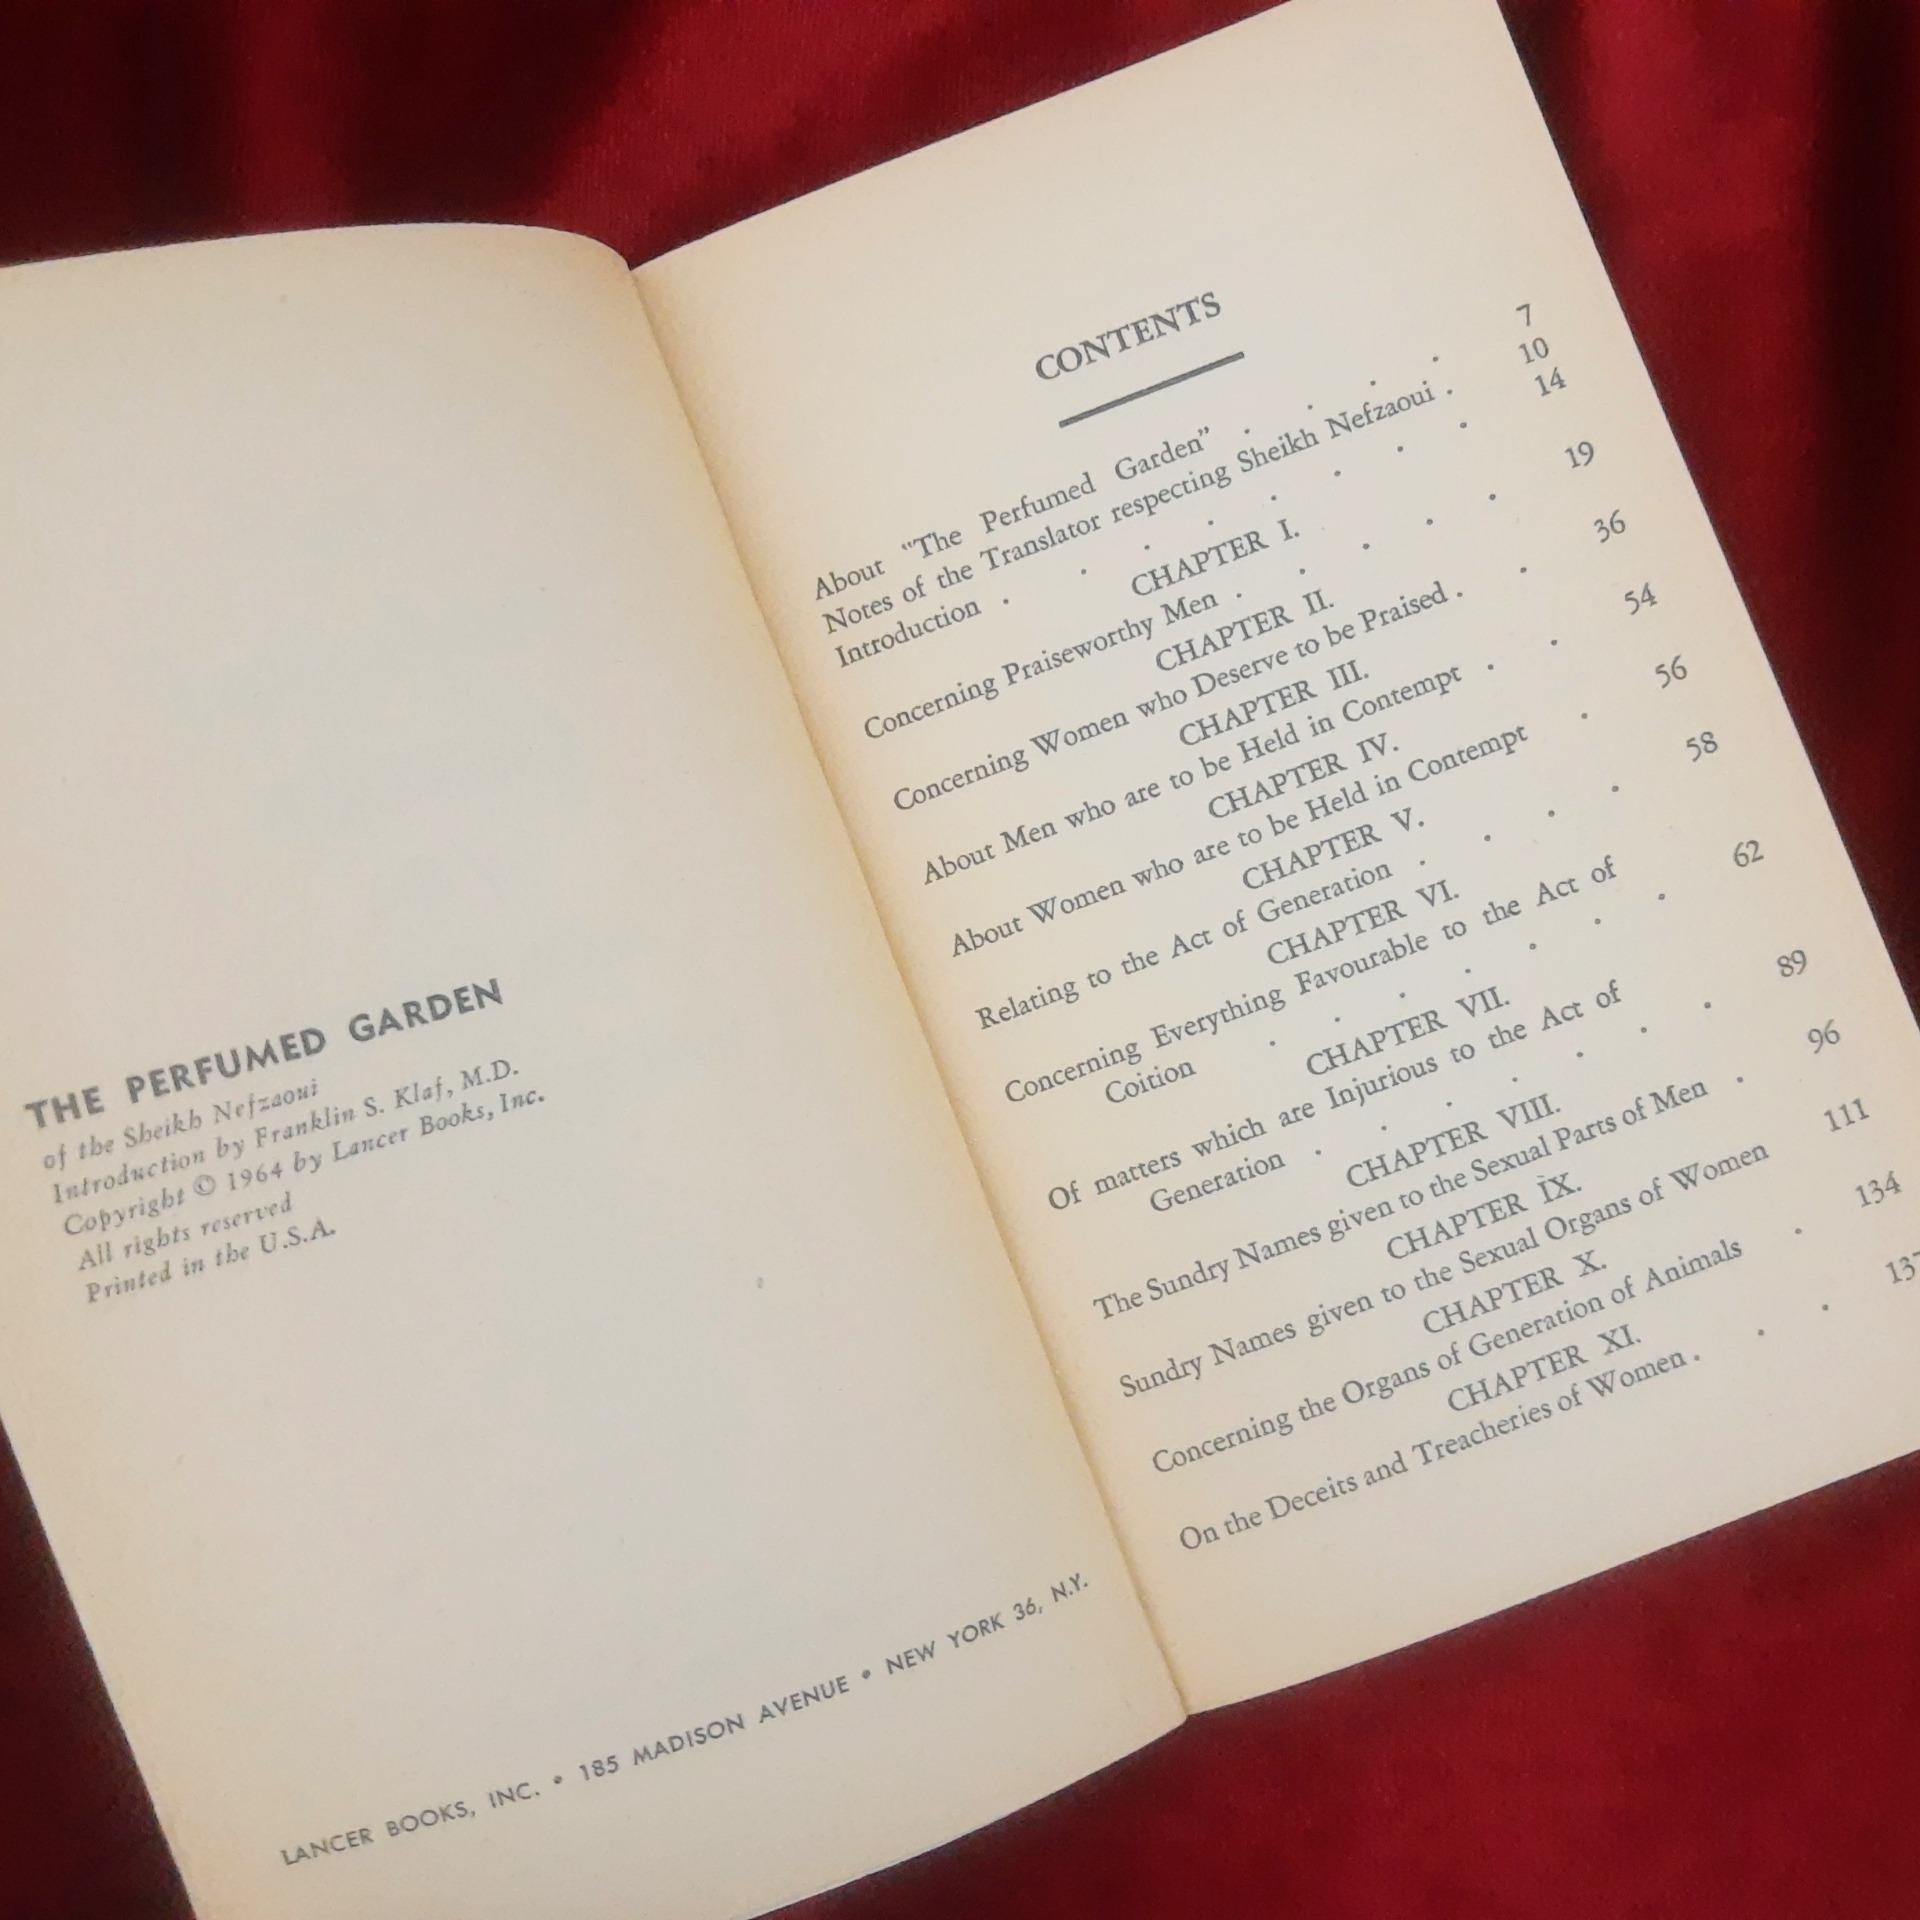 THE PERFUMED GARDEN
of the Sheikh Nefzaoui
Introduction by Franklin S. Klaf, M.D.
Copyright © 1964 by Lancer Books, Inc.
All rights reserved
Printed in the U.S.A.
LANCER BOOKS, INC. • 185 MADISON AVENUE • NEW YORK 36, N.Y.
CONTENTS
About "The Perfumed Garden" . . . . 7
Notes of the Translator respecting Sheikh Nefzaoui . 10
Introduction . . . . . . . . 14
CHAPTER I.
Concerning Praiseworthy Men . . . . . 19
CHAPTER II.
Concerning Women who Deserve to be Praised . . 36
CHAPTER III.
About Men who are to be Held in Contempt . . 54
CHAPTER IV.
About Women who are to be Held in Contempt . 56
CHAPTER V.
Relating to the Act of Generation . . . . 58
CHAPTER VI.
Concerning Everything Favourable to the Act of
Coition . . . . . . . 62
CHAPTER VII.
Of matters which are Injurious to the Act of
Generation . . . . . . . 89
CHAPTER VIII.
The Sundry Names given to the Sexual Parts of Men . 96
CHAPTER IX.
Sundry Names given to the Sexual Organs of Women 111
CHAPTER X.
Concerning the Organs of Generation of Animals . 134
CHAPTER XI.
On the Deceits and Treacheries of Women . . .